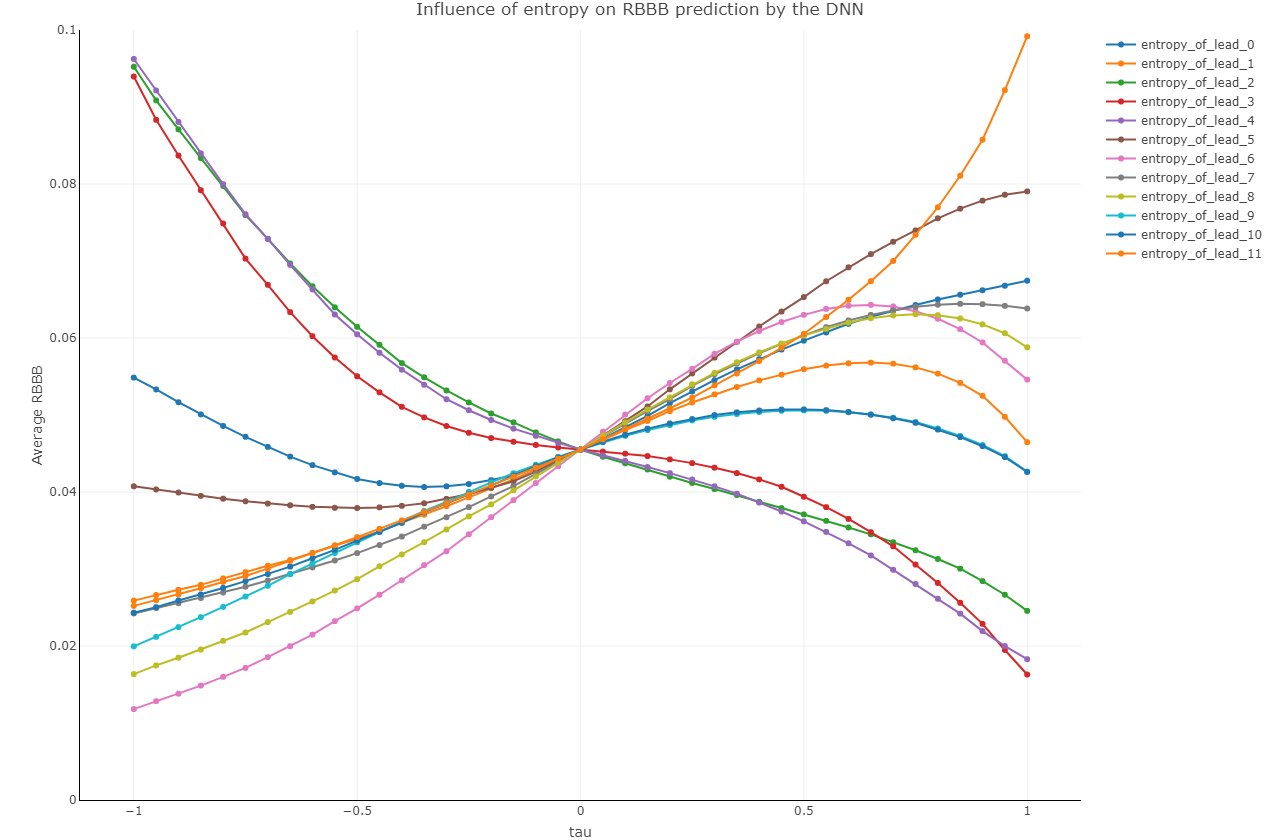 Influence of entropy on RBBB prediction by the DNN
0.1
0.08
0.06
0.04
0.02
0
Average RBBB
−1
−0.5
0
0.5
1
tau
entropy_of_lead_0
entropy_of_lead_1
entropy_of_lead_2
entropy_of_lead_3
entropy_of_lead_4
entropy_of_lead_5
entropy_of_lead_6
entropy_of_lead_7
entropy_of_lead_8
entropy_of_lead_9
entropy_of_lead_10
entropy_of_lead_11